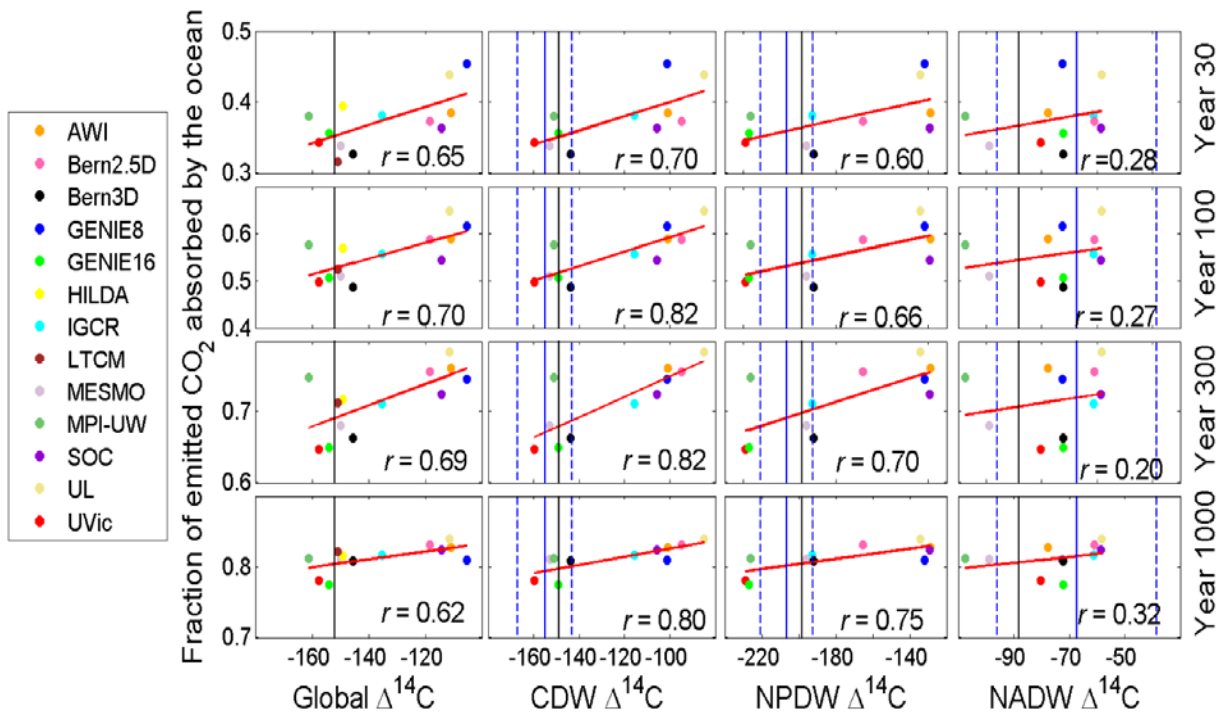 AWI
Bern2.5D
Bern3D
GENIE8
GENIE16
HILDA
IGCR
LTCM
MESMO
MPI-UW
SOC
UL
UVic
Fraction of emitted CO₂ absorbed by the ocean
0.5
0.4
0.3
r = 0.65
r = 0.70
r = 0.60
r = 0.28
Year 30
0.6
0.5
0.4
r = 0.70
r = 0.82
r = 0.66
r = 0.27
Year 100
0.7
0.6
r = 0.69
r = 0.82
r = 0.70
r = 0.20
Year 300
0.8
0.7
r = 0.62
r = 0.80
r = 0.75
r = 0.32
Year 1000
-160 -140 -120
-160 -140 -120 -100
-220 -180 -140
-90 -70 -50
Global Δ¹⁴C
CDW Δ¹⁴C
NPDW Δ¹⁴C
NADW Δ¹⁴C